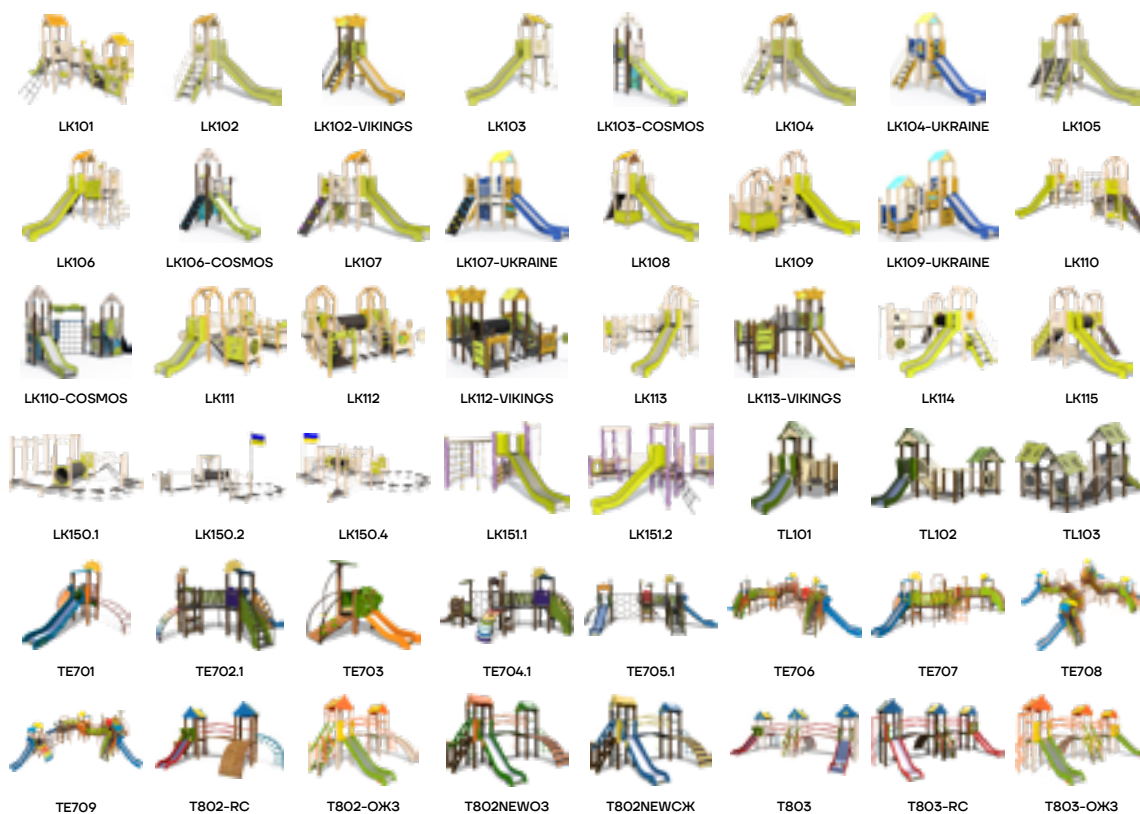 LK101 LK102 LK102-VIKINGS LK103 LK103-COSMOS LK104 LK104-UKRAINE LK105
LK106 LK106-COSMOS LK107 LK107-UKRAINE LK108 LK109 LK109-UKRAINE LK110
LK110-COSMOS LK111 LK112 LK112-VIKINGS LK113 LK113-VIKINGS LK114 LK115
LK150.1 LK150.2 LK150.4 LK151.1 LK151.2 TL101 TL102 TL103
TE701 TE702.1 TE703 TE704.1 TE705.1 TE706 TE707 TE708
TE709 T802-RC T802-ОЖЗ T802NEWОЗ T802NEWСЖ T803 T803-RC T803-ОЖЗ